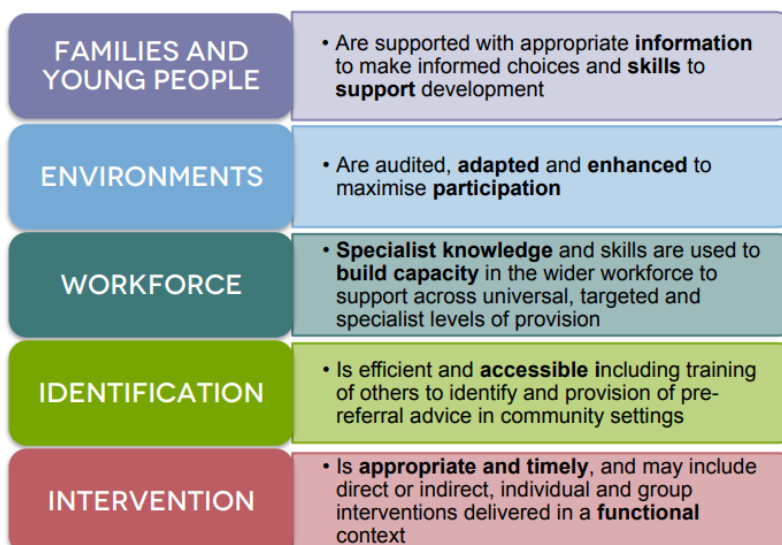 FAMILIES AND
YOUNG PEOPLE
• Are supported with appropriate information
to make informed choices and skills to
support development
ENVIRONMENTS
• Are audited, adapted and enhanced to
maximise participation
WORKFORCE
• Specialist knowledge and skills are used to
build capacity in the wider workforce to
support across universal, targeted and
specialist levels of provision
IDENTIFICATION
• Is efficient and accessible including training
of others to identify and provision of pre-
referral advice in community settings
INTERVENTION
• Is appropriate and timely, and may include
direct or indirect, individual and group
interventions delivered in a functional
context